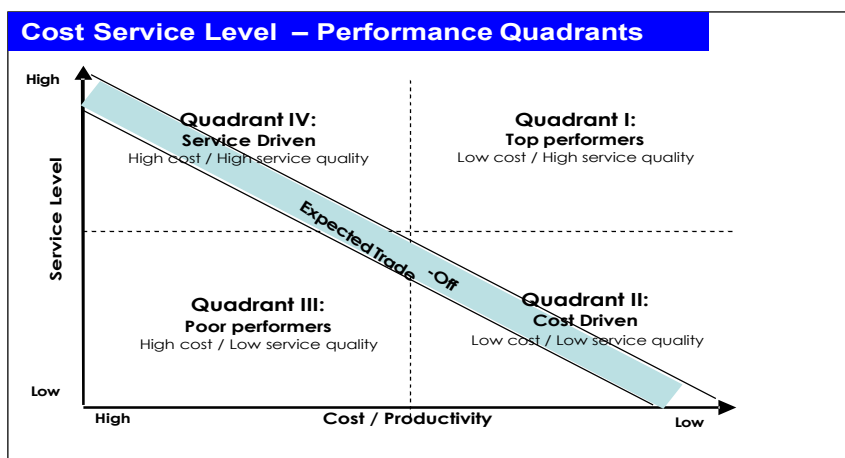 Cost Service Level – Performance Quadrants
High
Quadrant IV:
Service Driven
High cost / High service quality
Quadrant I:
Top performers
Low cost / High service quality
Service Level
Expected Trade -Off
Quadrant III:
Poor performers
High cost / Low service quality
Quadrant II:
Cost Driven
Low cost / Low service quality
Low
High
Cost / Productivity
Low